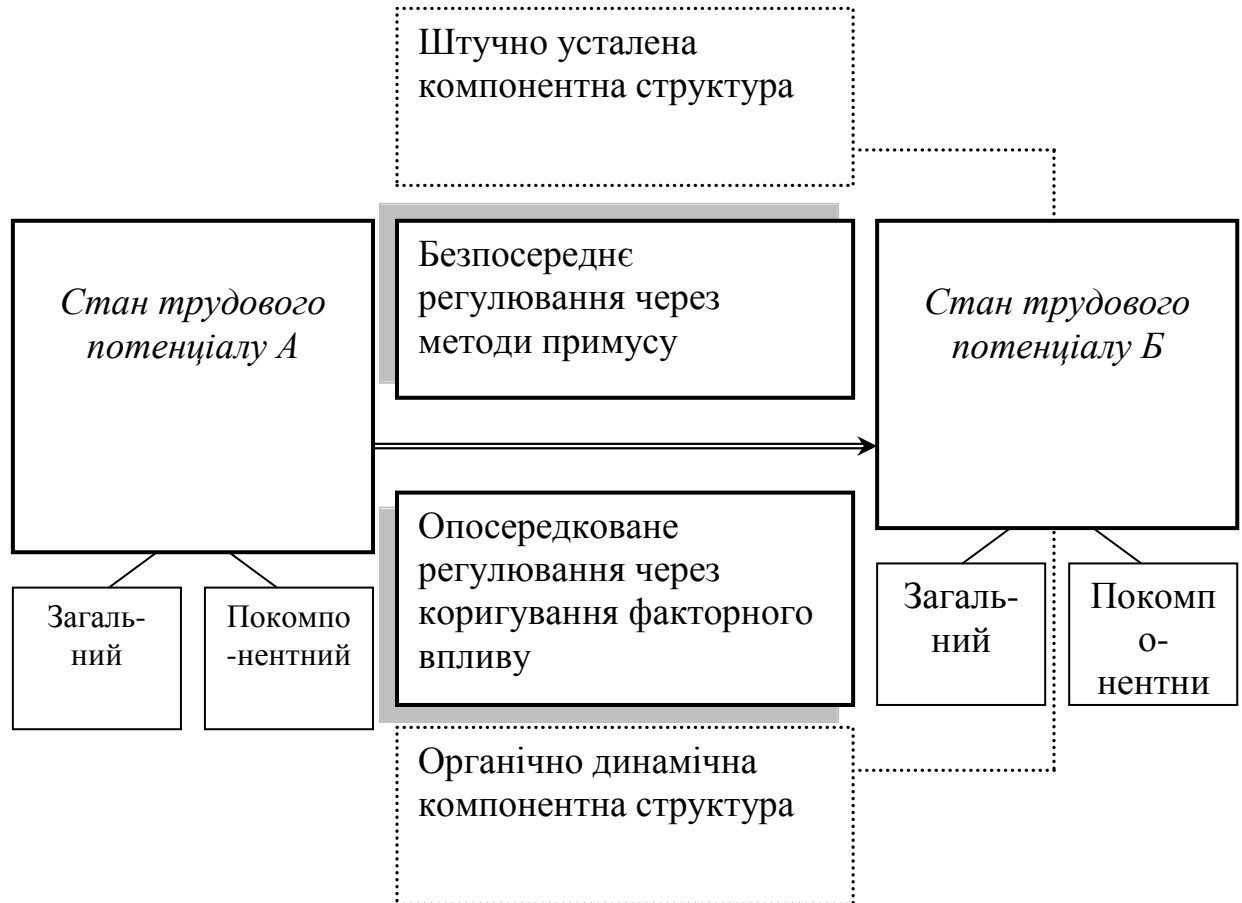 Штучно усталена
компонентна структура
Безпосереднє
регулювання через
методи примусу
Стан трудового
потенціалу А
Стан трудового
потенціалу Б
Опосередковане
регулювання через
коригування факторного
впливу
Загаль-
ний
Покомпо
-нентний
Загаль-
ний
Покомп
о-
нентни
Органічно динамічна
компонентна структура